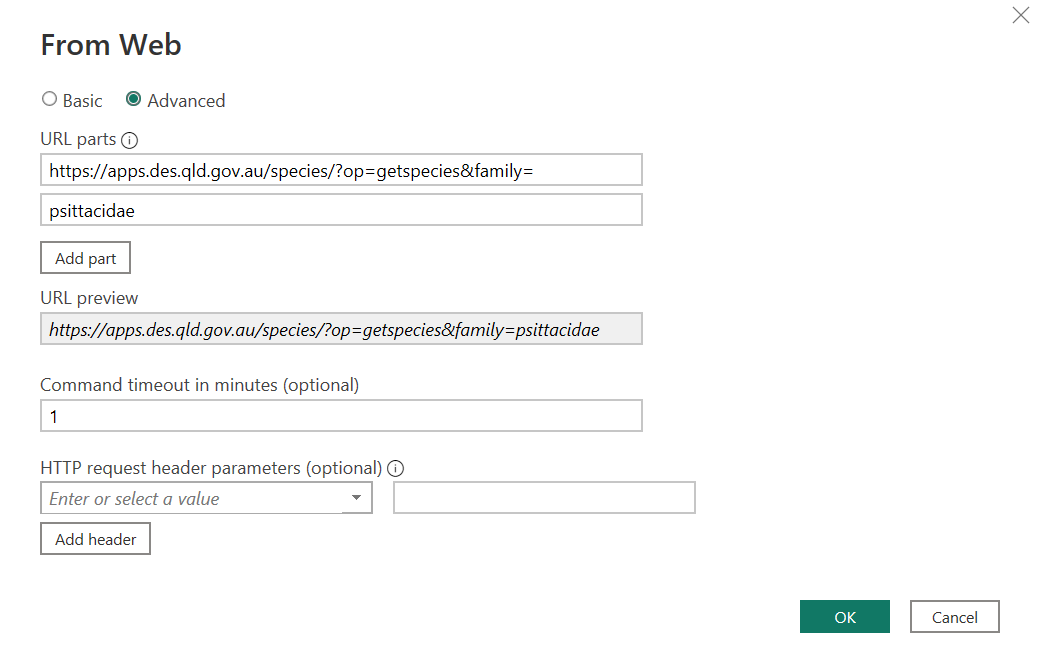 From Web
Basic Advanced
URL parts
https://apps.des.qld.gov.au/species/?op=getspecies&family=
psittacidae
Add part
URL preview
https://apps.des.qld.gov.au/species/?op=getspecies&family=psittacidae
Command timeout in minutes (optional)
1
HTTP request header parameters (optional)
Enter or select a value
Add header
OK Cancel